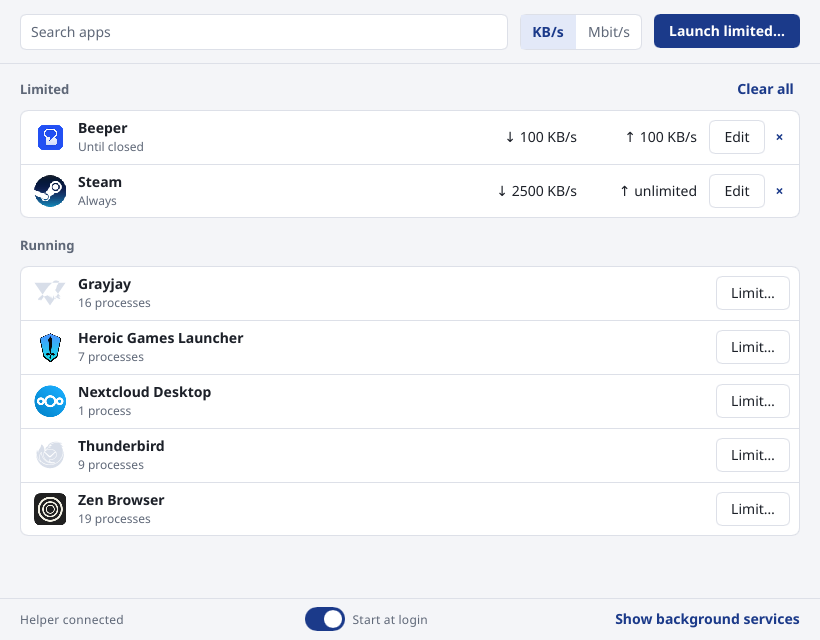 Search apps
KB/s
Mbit/s
Launch limited...
Limited
Clear all
Beeper
Until closed
↓ 100 KB/s
↑ 100 KB/s
Edit
×
Steam
Always
↓ 2500 KB/s
↑ unlimited
Edit
×
Running
Grayjay
16 processes
Limit...
Heroic Games Launcher
7 processes
Limit...
Nextcloud Desktop
1 process
Limit...
Thunderbird
9 processes
Limit...
Zen Browser
19 processes
Limit...
Helper connected
Start at login
Show background services